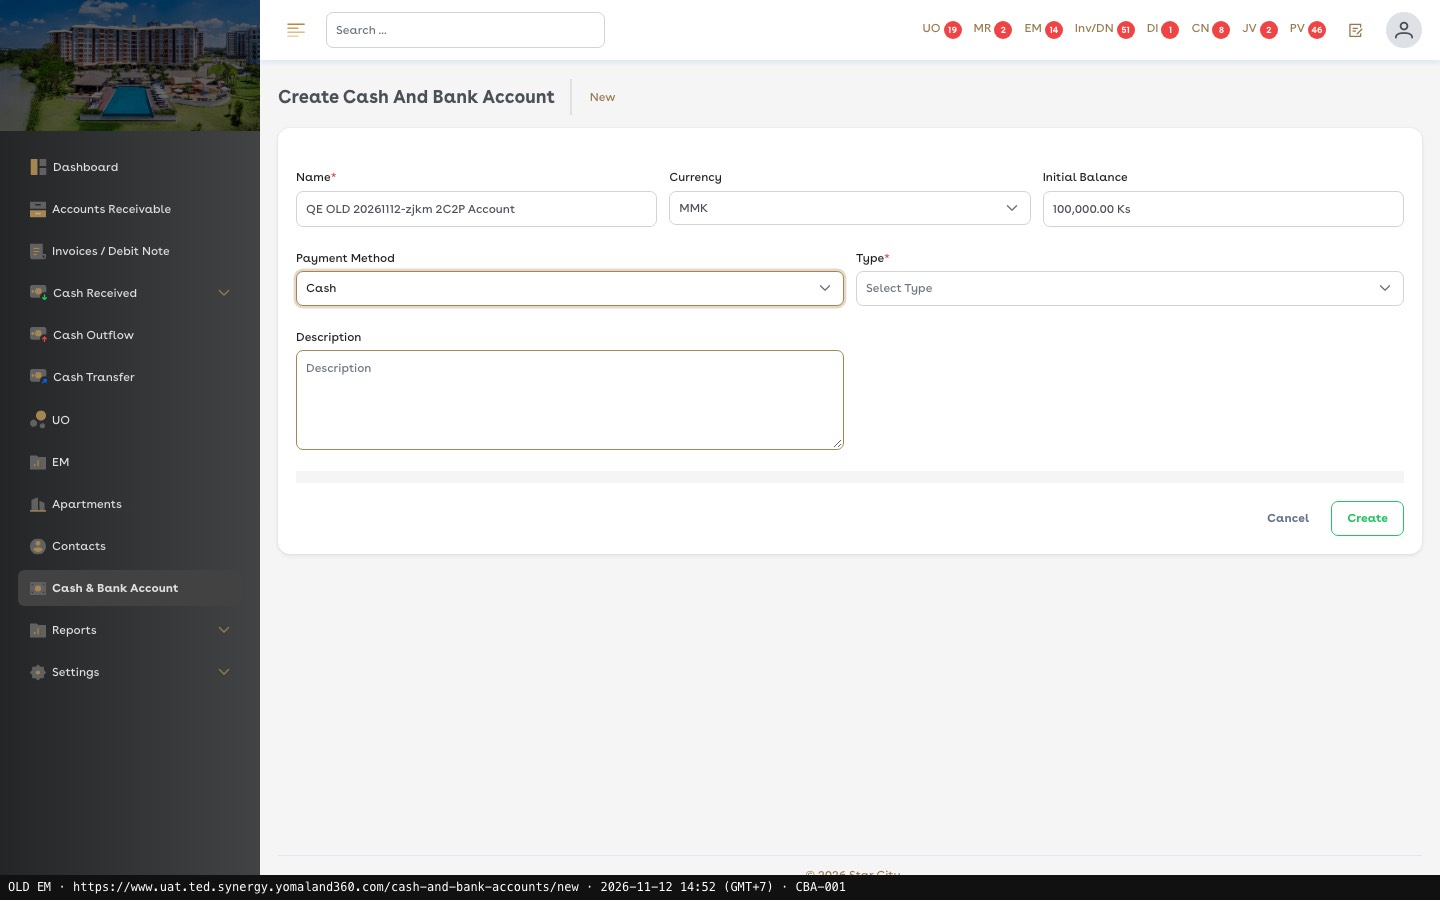 Search ...
UO 19 MR 2 EM 14 Inv/DN 51 DI 1 CN 8 JV 2 PV 46
Create Cash And Bank Account
New
Dashboard
Accounts Receivable
Invoices / Debit Note
Cash Received
Cash Outflow
Cash Transfer
UO
EM
Apartments
Contacts
Cash & Bank Account
Reports
Settings
Name* Currency Initial Balance
QE OLD 20261112-zjkm 2C2P Account MMK 100,000.00 Ks
Payment Method Type*
Cash Select Type
Description
Description
Cancel Create
© 2026 Star City
OLD EM · https://www.uat.ted.synergy.yomaland360.com/cash-and-bank-accounts/new · 2026-11-12 14:52 (GMT+7) · CBA-001